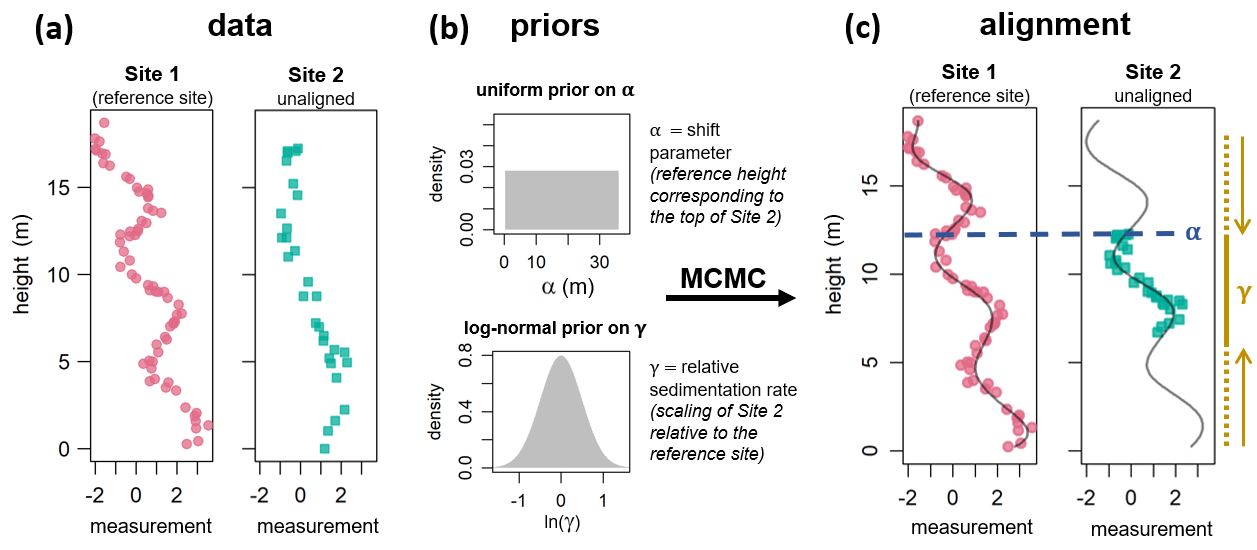 (a) data
Site 1
(reference site)
Site 2
unaligned
height (m)
15
10
5
0
-2 0 2
measurement
-2 0 2
measurement
(b) priors
uniform prior on α
density
0.03
0.00
0 10 30
α (m)
α = shift
parameter
(reference height
corresponding to
the top of Site 2)
MCMC
log-normal prior on γ
density
0.8
0.4
0.0
-1 0 1
ln(γ)
γ = relative
sedimentation rate
(scaling of Site 2
relative to the
reference site)
(c) alignment
Site 1
(reference site)
Site 2
unaligned
height (m)
15
10
5
0
α
γ
-2 0 2
measurement
-2 0 2
measurement